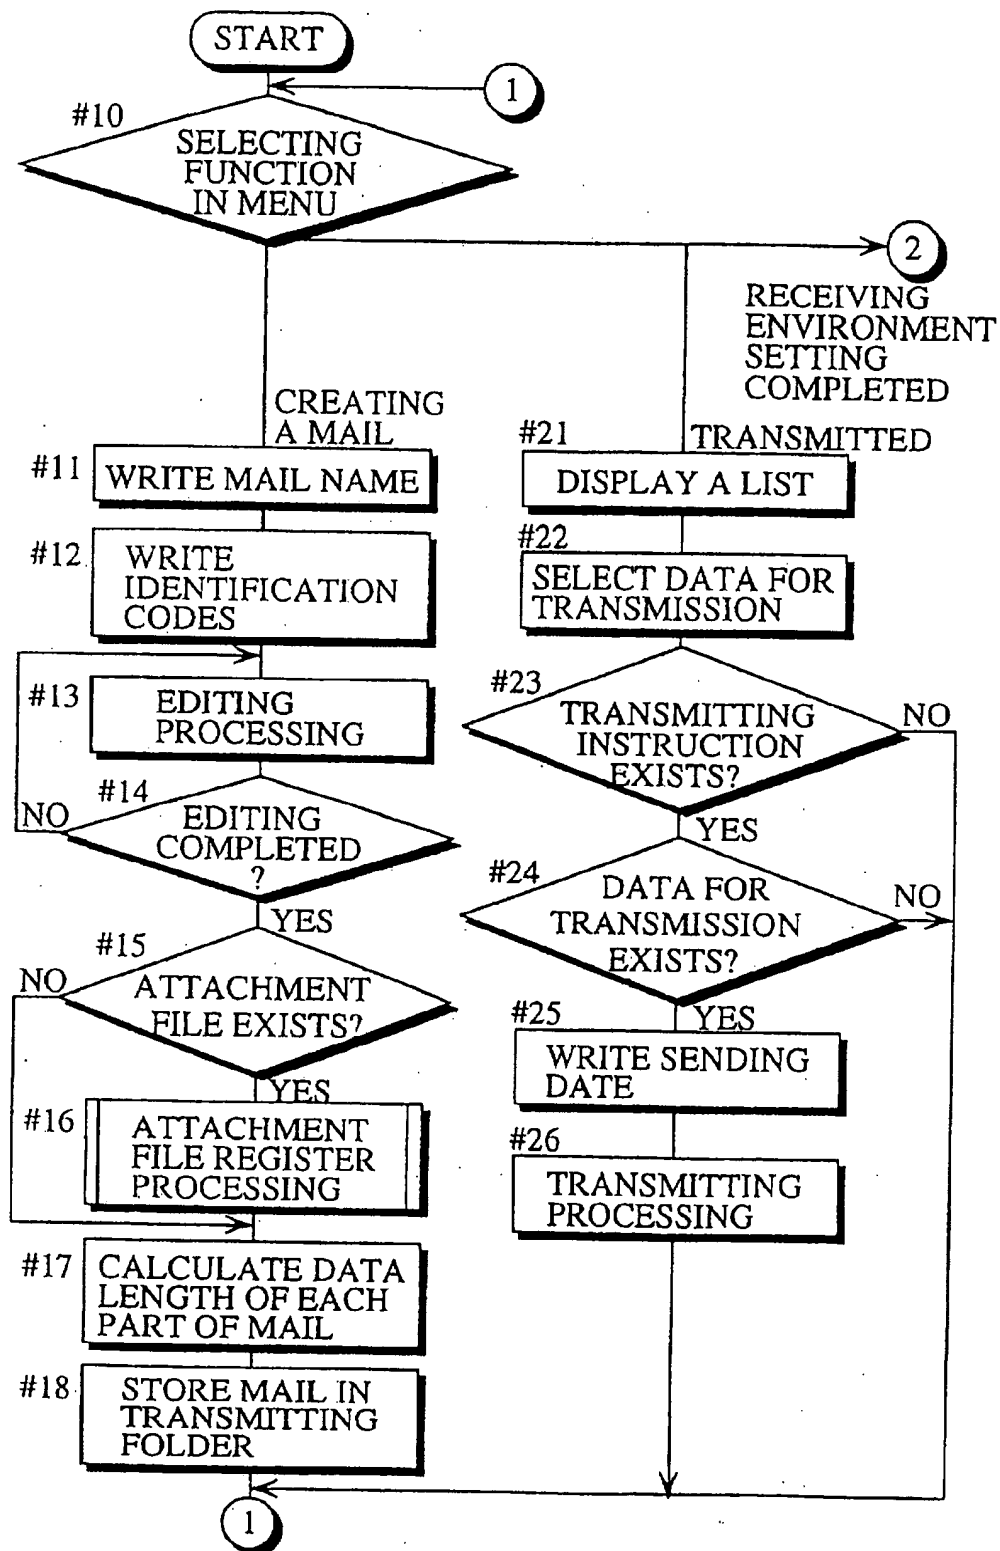 START
1
#10
SELECTING
FUNCTION
IN MENU
2
RECEIVING
ENVIRONMENT
SETTING
COMPLETED
CREATING
A MAIL
#11
WRITE MAIL NAME
#12
WRITE
IDENTIFICATION
CODES
#13
EDITING
PROCESSING
#14
NO
EDITING
COMPLETED
?
YES
#15
NO
ATTACHMENT
FILE EXISTS?
YES
#16
ATTACHMENT
FILE REGISTER
PROCESSING
#17
CALCULATE DATA
LENGTH OF EACH
PART OF MAIL
#18
STORE MAIL IN
TRANSMITTING
FOLDER
1
#21
TRANSMITTED
DISPLAY A LIST
#22
SELECT DATA FOR
TRANSMISSION
#23
TRANSMITTING
INSTRUCTION
EXISTS?
NO
YES
#24
DATA FOR
TRANSMISSION
EXISTS?
NO
YES
#25
WRITE SENDING
DATE
#26
TRANSMITTING
PROCESSING